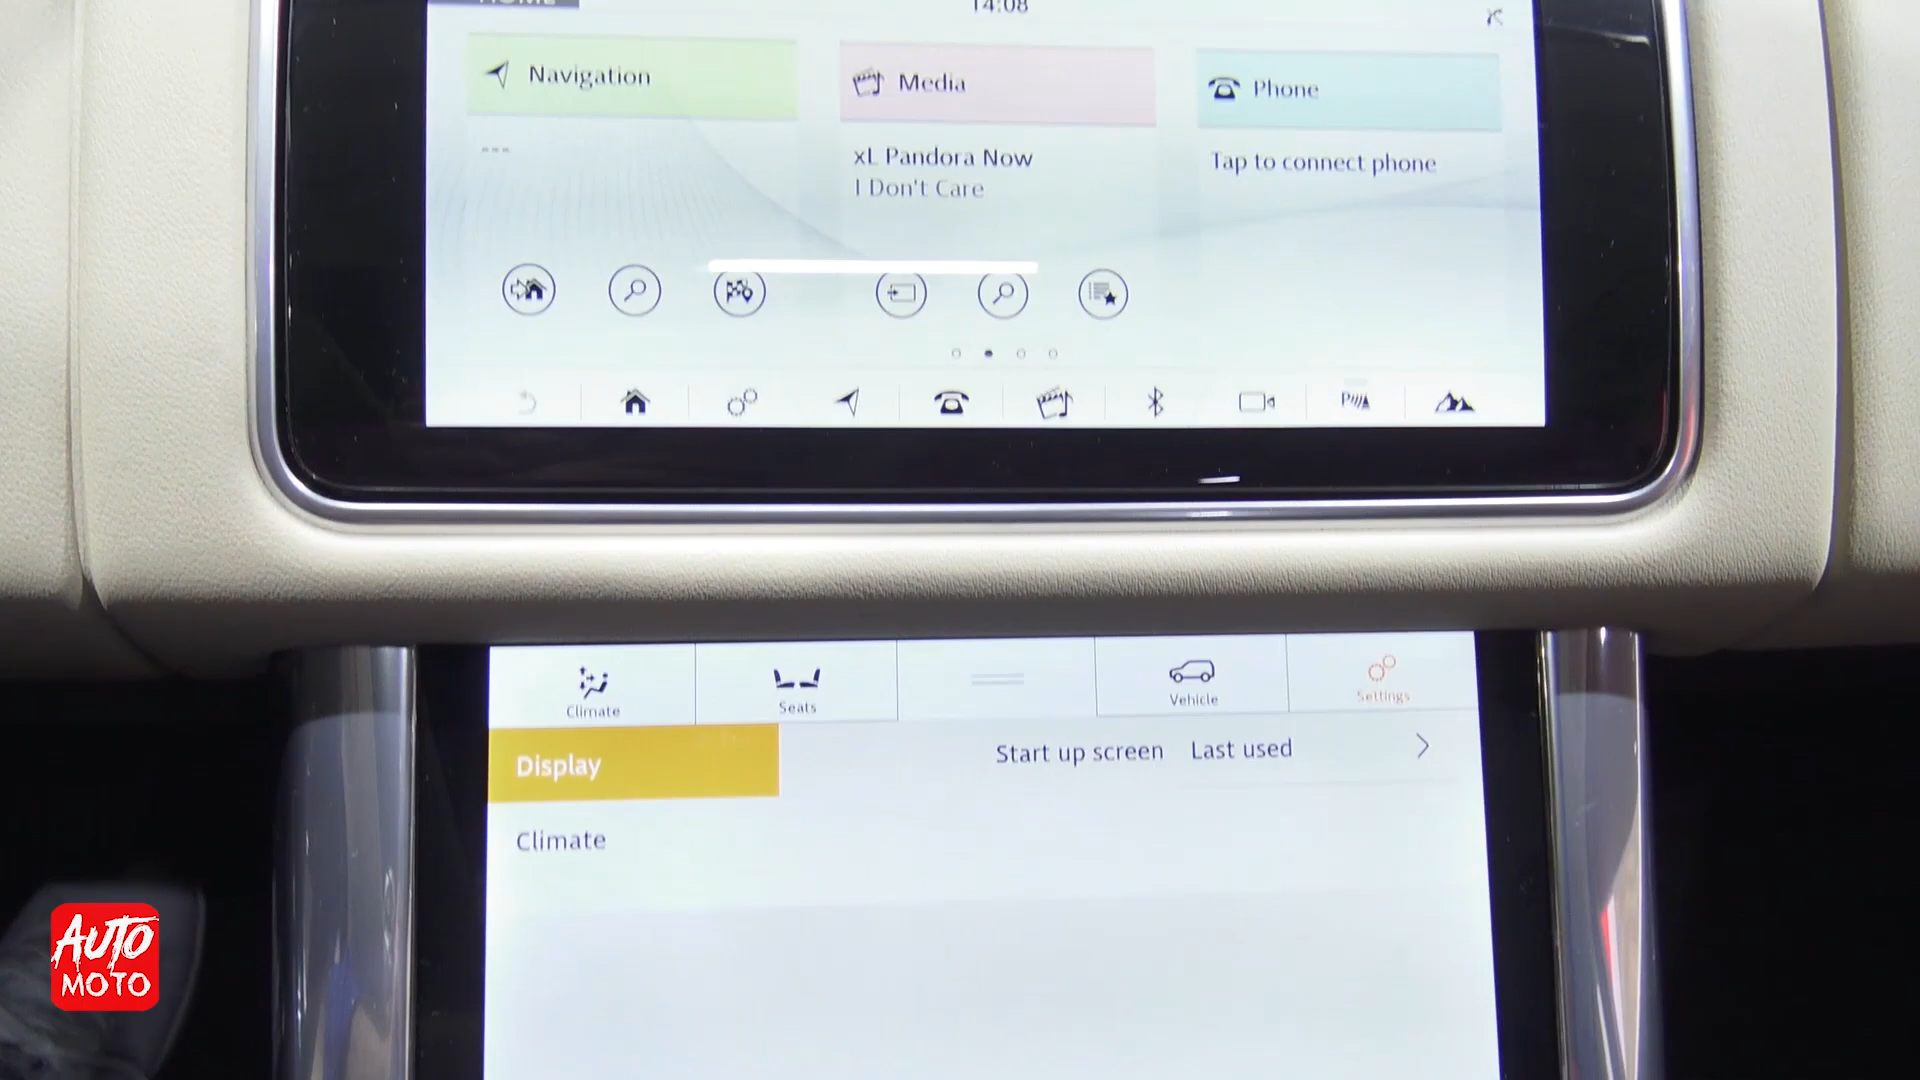 HOME
14:08
Navigation
Media
Phone
---
xL Pandora Now
I Don't Care
Tap to connect phone
P
Climate
Seats
Vehicle
Settings
Display
Start up screen Last used
Climate
AUTO
MOTO